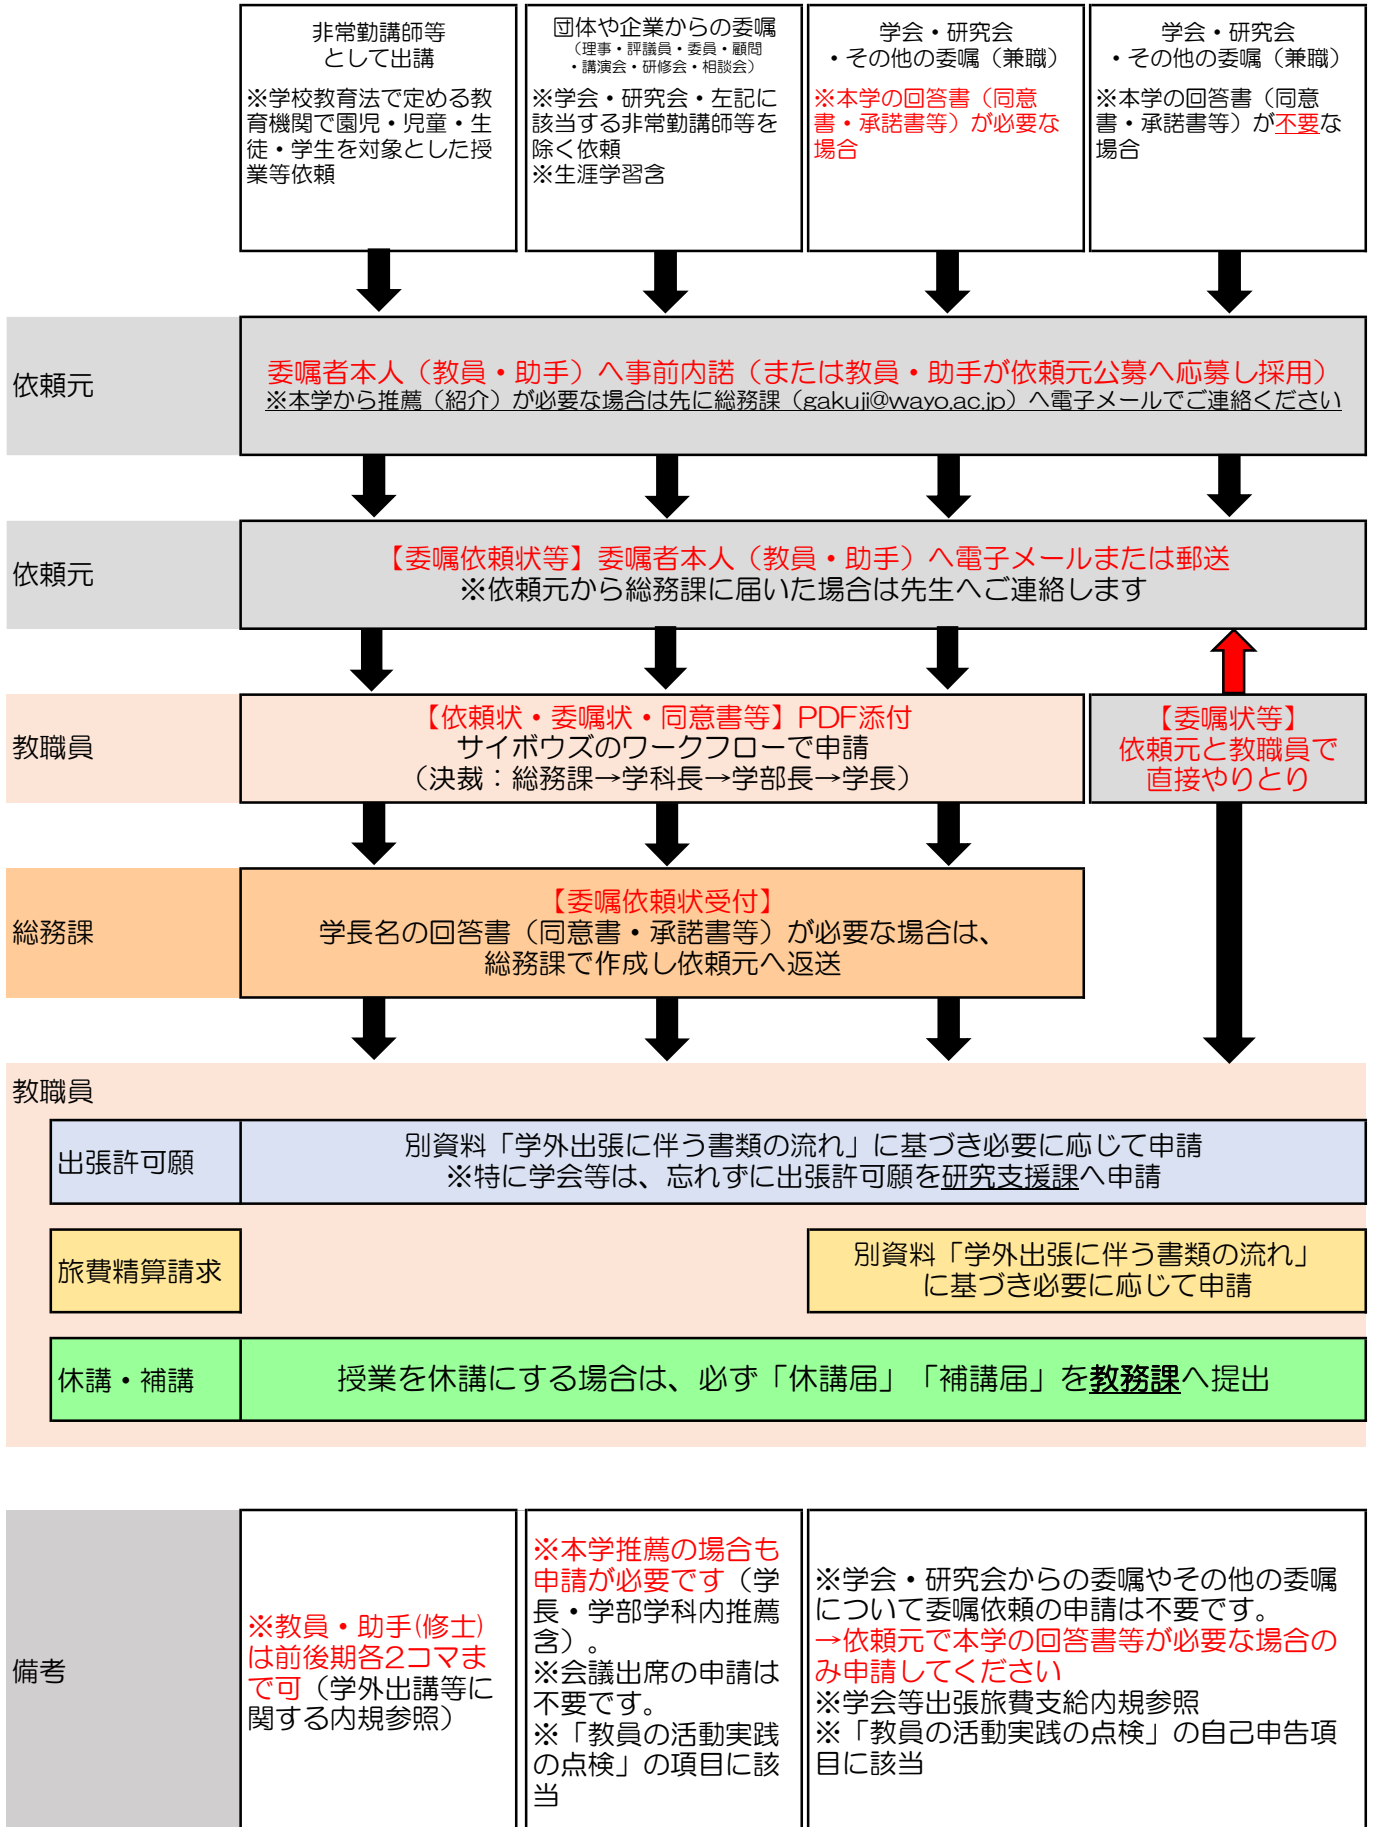 非常勤講師等
として出講
※学校教育法で定める教
育機関で園児・児童・生
徒・学生を対象とした授
業等依頼
団体や企業からの委嘱
（理事・評議員・委員・顧問
・講演会・研修会・相談会）
※学会・研究会・左記に
該当する非常勤講師等を
除く依頼
※生涯学習含
学会・研究会
・その他の委嘱（兼職）
※本学の回答書（同意
書・承諾書等）が必要な
場合
学会・研究会
・その他の委嘱（兼職）
※本学の回答書（同意
書・承諾書等）が不要な
場合
依頼元
委嘱者本人（教員・助手）へ事前内諾（または教員・助手が依頼元公募へ応募し採用）
※本学から推薦（紹介）が必要な場合は先に総務課（gakuji@wayo.ac.jp）へ電子メールでご連絡ください
依頼元
【委嘱依頼状等】委嘱者本人（教員・助手）へ電子メールまたは郵送
※依頼元から総務課に届いた場合は先生へご連絡します
教職員
【依頼状・委嘱状・同意書等】PDF添付
サイボウズのワークフローで申請
（決裁：総務課→学科長→学部長→学長）
【委嘱状等】
依頼元と教職員で
直接やりとり
総務課
【委嘱依頼状受付】
学長名の回答書（同意書・承諾書等）が必要な場合は、
総務課で作成し依頼元へ返送
教職員
出張許可願
別資料「学外出張に伴う書類の流れ」に基づき必要に応じて申請
※特に学会等は、忘れずに出張許可願を研究支援課へ申請
旅費精算請求
別資料「学外出張に伴う書類の流れ」
に基づき必要に応じて申請
休講・補講
授業を休講にする場合は、必ず「休講届」「補講届」を教務課へ提出
備考
※教員・助手(修士)
は前後期各2コマま
で可（学外出講等に
関する内規参照）
※本学推薦の場合も
申請が必要です（学
長・学部学科内推薦
含）。
※会議出席の申請は
不要です。
※「教員の活動実践
の点検」の項目に該
当
※学会・研究会からの委嘱やその他の委嘱
について委嘱依頼の申請は不要です。
→依頼元で本学の回答書等が必要な場合の
み申請してください
※学会等出張旅費支給内規参照
※「教員の活動実践の点検」の自己申告項
目に該当